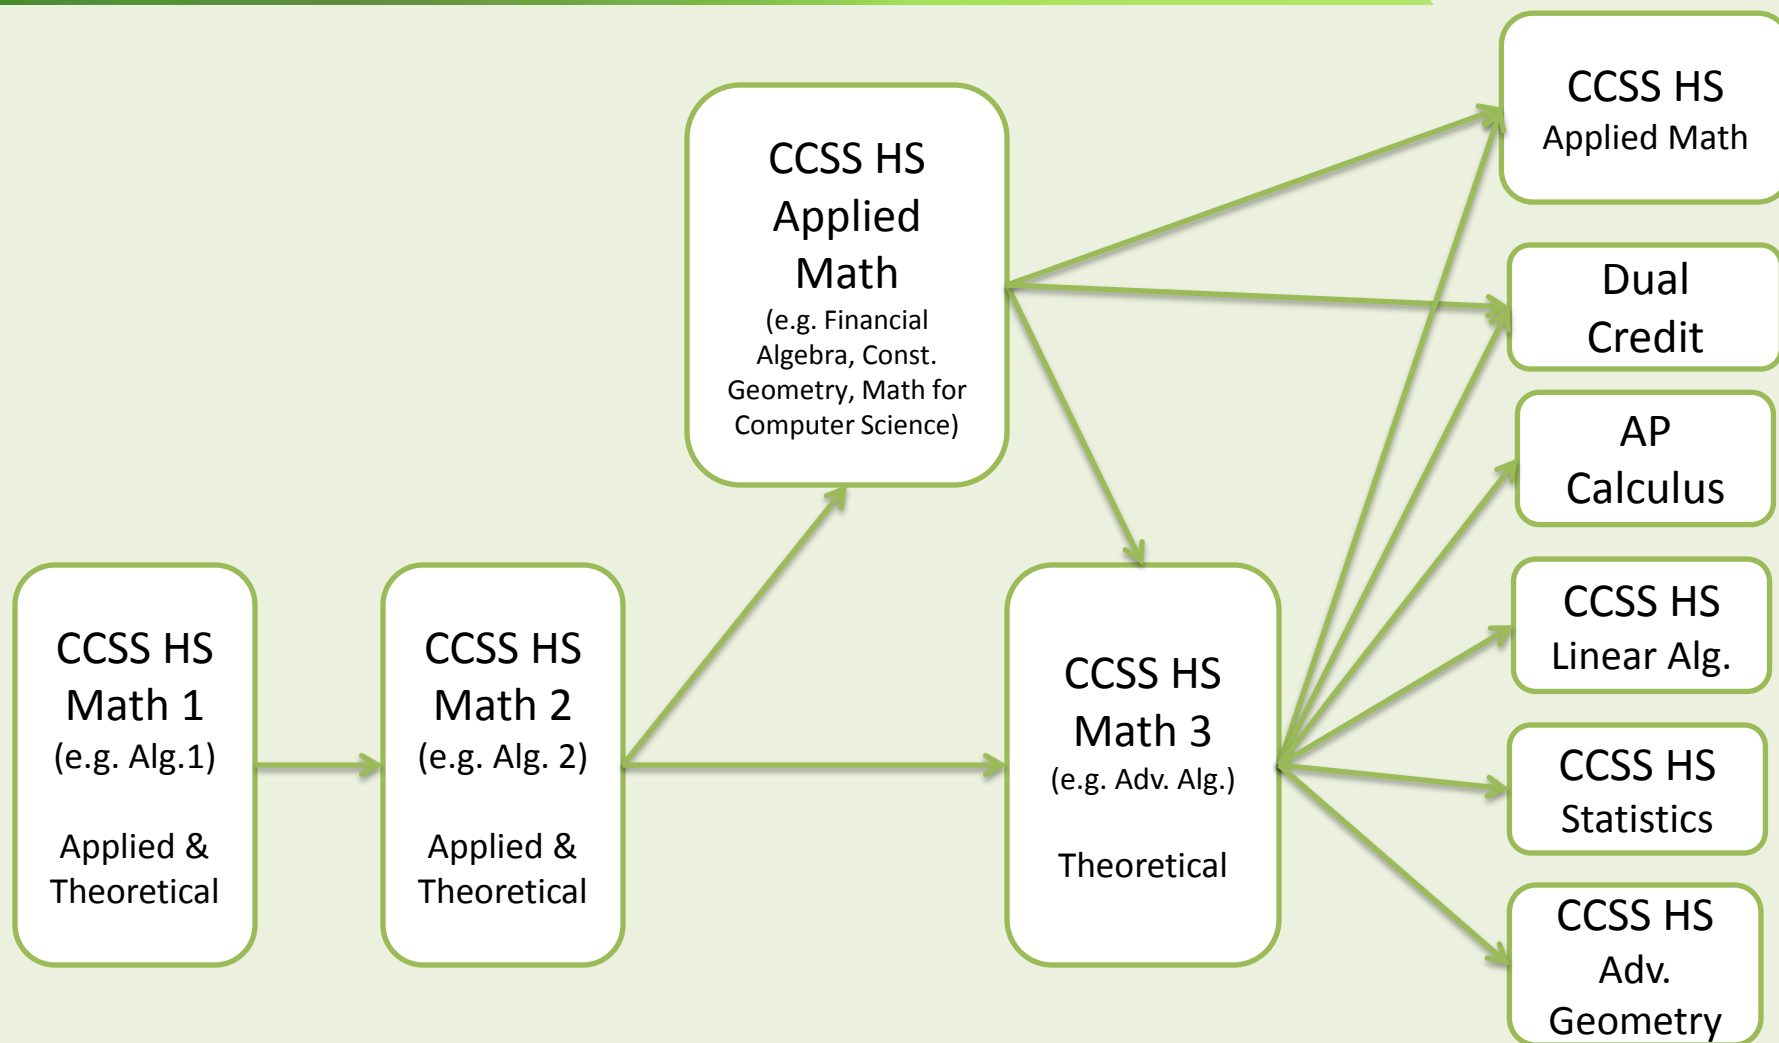 CCSS HS
Math 1
(e.g. Alg.1)
Applied &
Theoretical
CCSS HS
Math 2
(e.g. Alg. 2)
Applied &
Theoretical
CCSS HS
Applied
Math
(e.g. Financial
Algebra, Const.
Geometry, Math for
Computer Science)
CCSS HS
Math 3
(e.g. Adv. Alg.)
Theoretical
CCSS HS
Applied Math
Dual
Credit
AP
Calculus
CCSS HS
Linear Alg.
CCSS HS
Statistics
CCSS HS
Adv.
Geometry